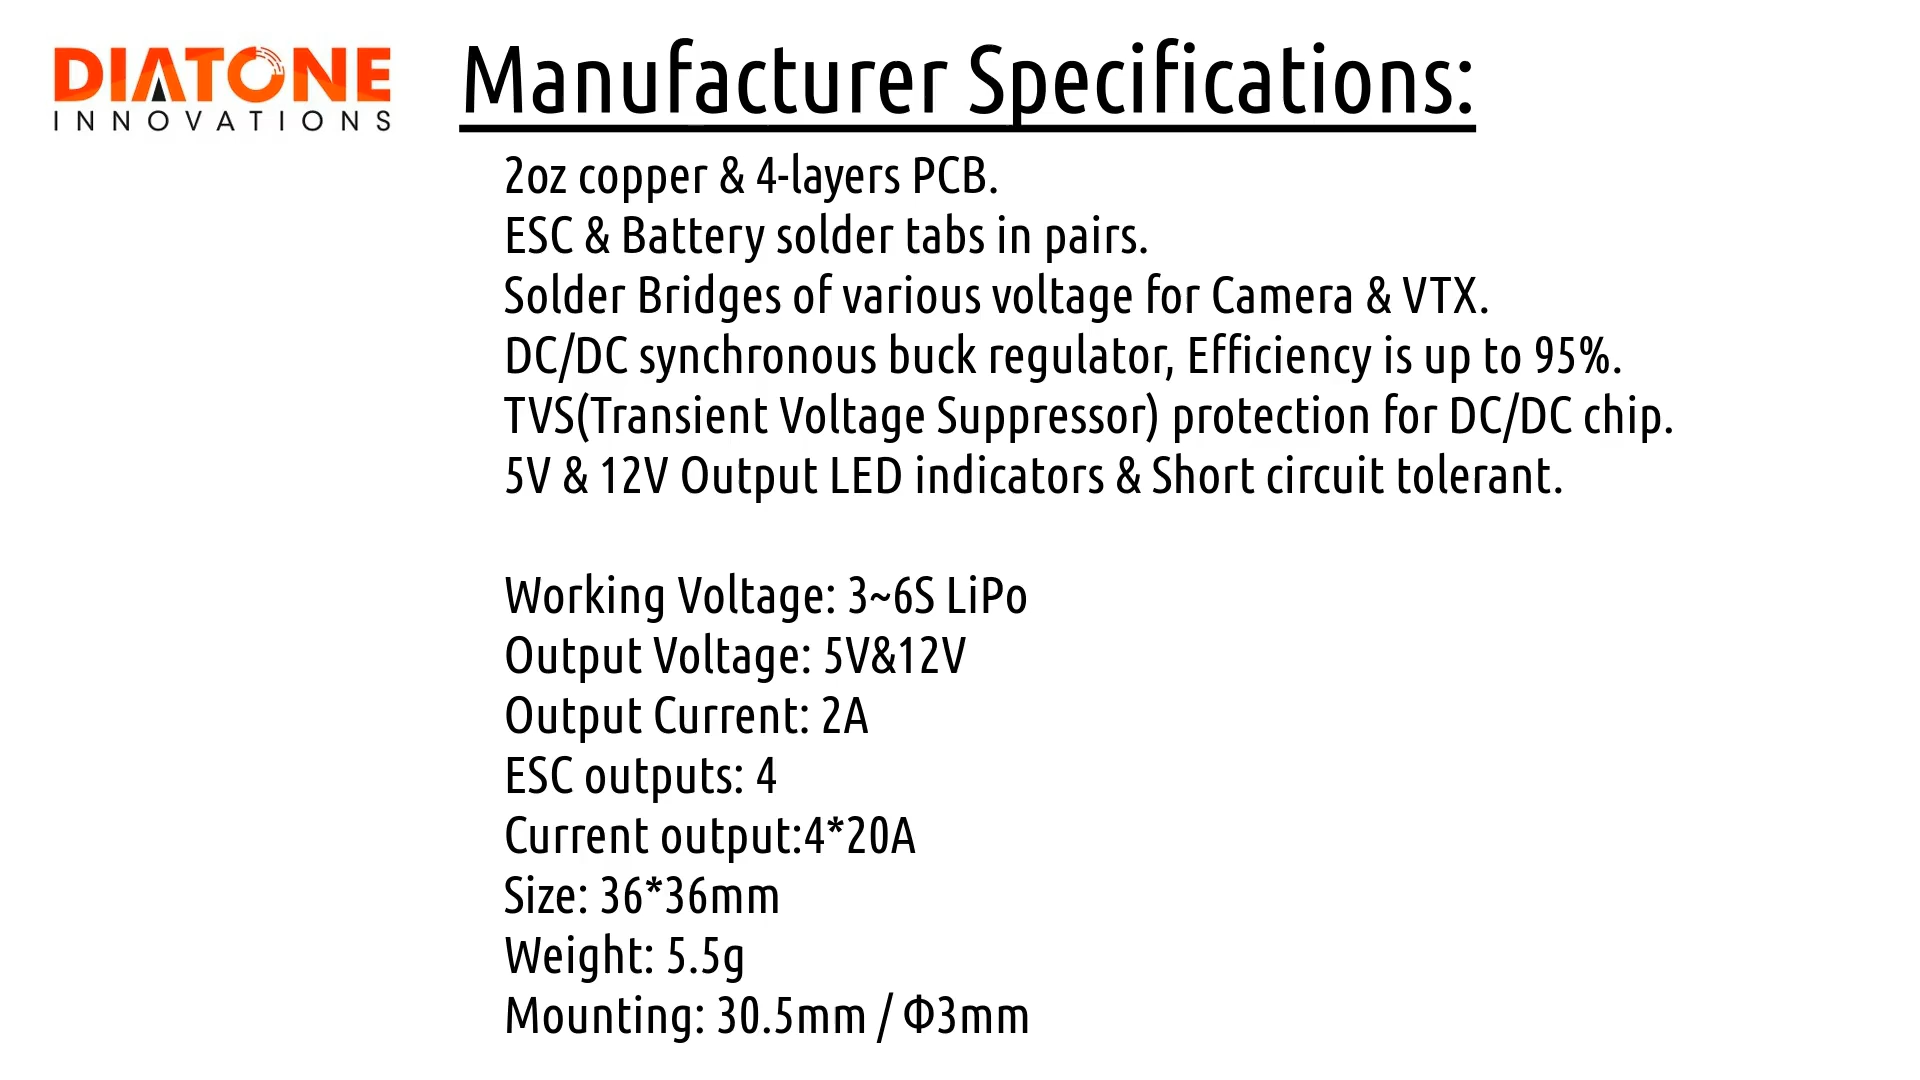 DIATONE
INNOVATIONS
Manufacturer Specifications:
2oz copper & 4-layers PCB.
ESC & Battery solder tabs in pairs.
Solder Bridges of various voltage for Camera & VTX.
DC/DC synchronous buck regulator, Efficiency is up to 95%.
TVS(Transient Voltage Suppressor) protection for DC/DC chip.
5V & 12V Output LED indicators & Short circuit tolerant.
Working Voltage: 3~6S LiPo
Output Voltage: 5V&12V
Output Current: 2A
ESC outputs: 4
Current output:4*20A
Size: 36*36mm
Weight: 5.5g
Mounting: 30.5mm / Φ3mm